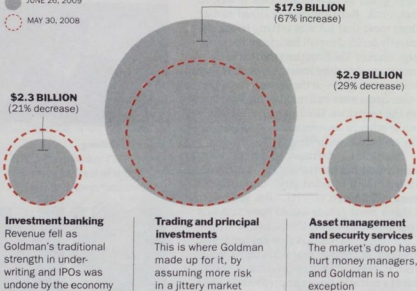 JUNE 26, 2009
MAY 30, 2008
$17.9 BILLION
(67% increase)
$2.3 BILLION
(21% decrease)
$2.9 BILLION
(29% decrease)
Investment banking
Revenue fell as
Goldman's traditional
strength in under-
writing and IPOs was
undone by the economy
Trading and principal
investments
This is where Goldman
made up for it, by
assuming more risk
in a jittery market
Asset management
and security services
The market's drop has
hurt money managers,
and Goldman is no
exception